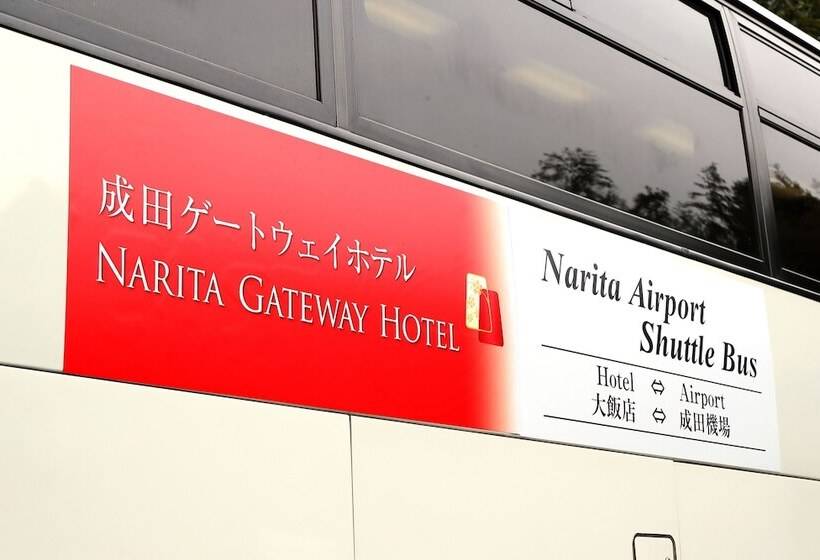 成田ゲートウェイホテル
NARITA GATEWAY HOTEL
Narita Airport
Shuttle Bus
Hotel ⇔ Airport
大飯店 ⇔ 成田機場